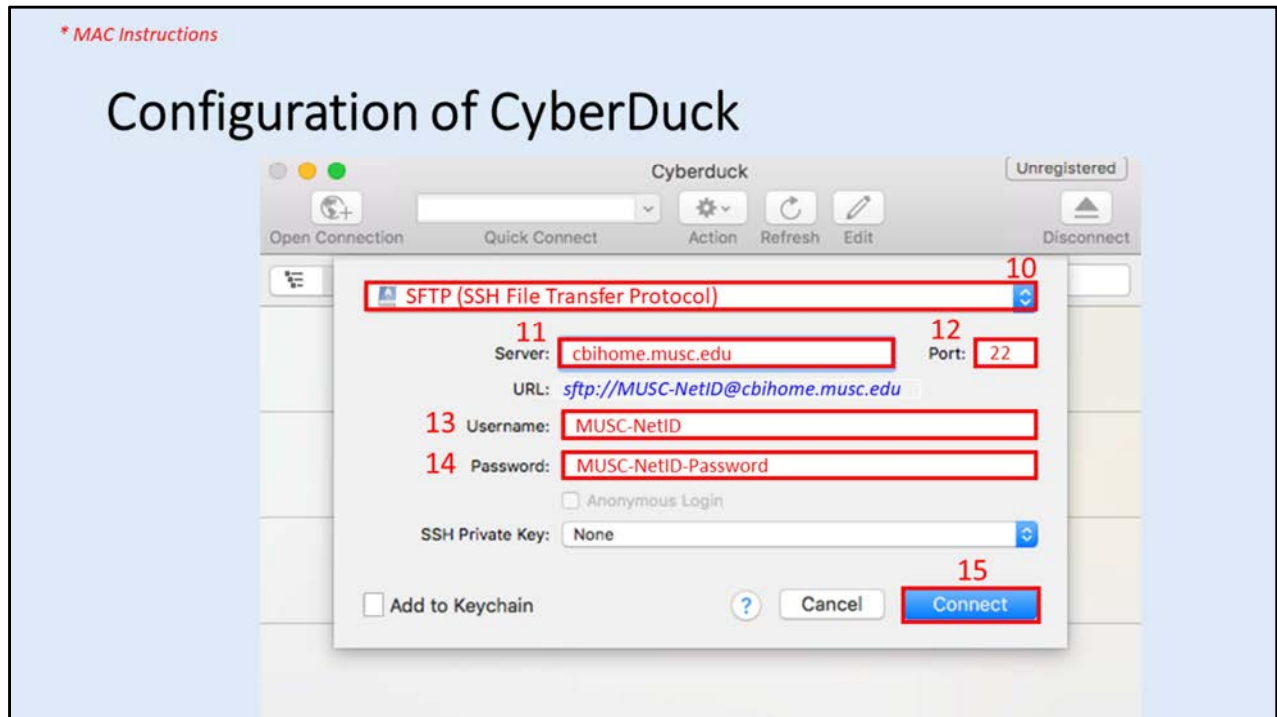 * MAC Instructions
Configuration of CyberDuck
Cyberduck
Unregistered
Open Connection
Quick Connect
Action
Refresh
Edit
Disconnect
10
SFTP (SSH File Transfer Protocol)
11
12
Server: cbihome.musc.edu Port: 22
URL: sftp://MUSC-NetID@cbihome.musc.edu
13 Username: MUSC-NetID
14 Password: MUSC-NetID-Password
Anonymous Login
SSH Private Key: None
15
Add to Keychain ? Cancel Connect